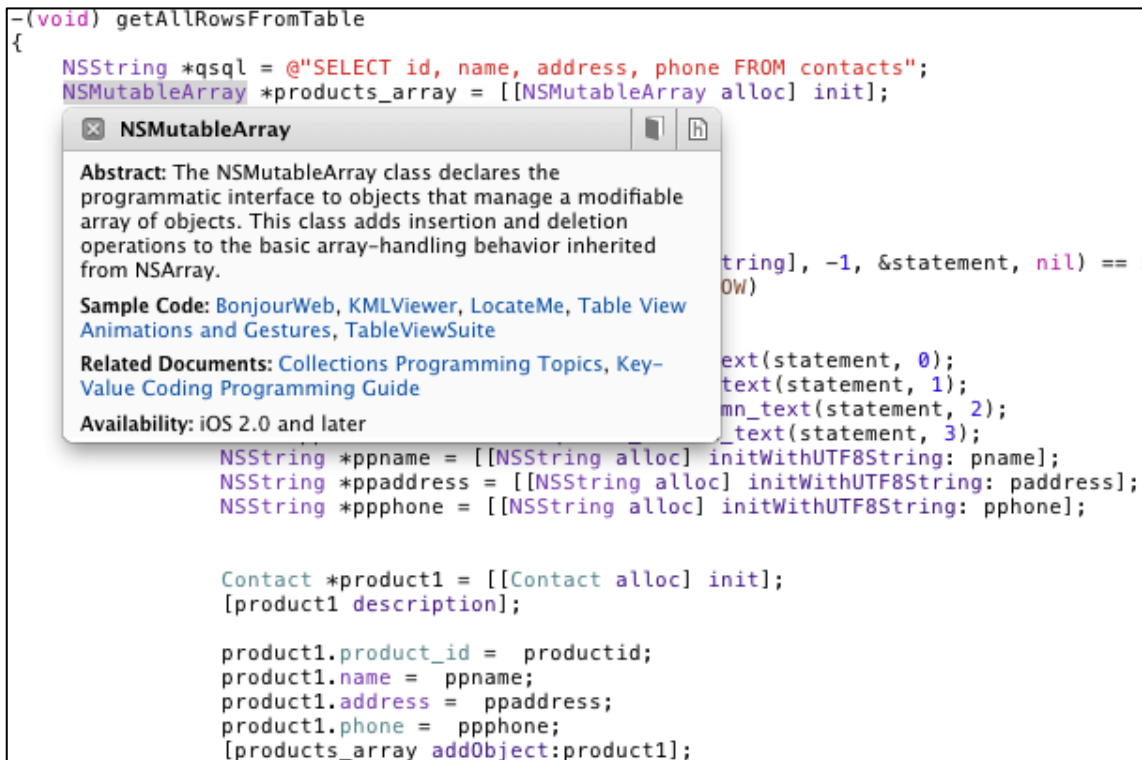 -(void) getAllRowsFromTable
{
NSString *qsql = @"SELECT id, name, address, phone FROM contacts";
NSMutableArray *products_array = [[NSMutableArray alloc] init];
NSMutableArray
Abstract: The NSMutableArray class declares the
programmatic interface to objects that manage a modifiable
array of objects. This class adds insertion and deletion
operations to the basic array-handling behavior inherited
from NSArray.
tring], -1, &statement, nil) ==
OW)
Sample Code: BonjourWeb, KMLViewer, LocateMe, Table View
Animations and Gestures, TableViewSuite
Related Documents: Collections Programming Topics, Key-
Value Coding Programming Guide
Availability: iOS 2.0 and later
ext(statement, 0);
text(statement, 1);
mn_text(statement, 2);
_text(statement, 3);
NSString *ppname = [[NSString alloc] initWithUTF8String: pname];
NSString *ppaddress = [[NSString alloc] initWithUTF8String: paddress];
NSString *ppphone = [[NSString alloc] initWithUTF8String: pphone];
Contact *product1 = [[Contact alloc] init];
[product1 description];
product1.product_id =  productid;
product1.name =  ppname;
product1.address =  ppaddress;
product1.phone =  ppphone;
[products_array addObject:product1];